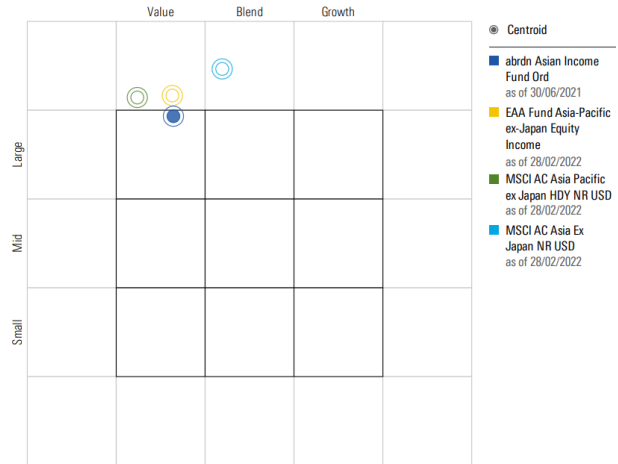 Value Blend Growth
Large
Mid
Small
Centroid
abrdn Asian Income
Fund Ord
as of 30/06/2021
EAA Fund Asia-Pacific
ex-Japan Equity
Income
as of 28/02/2022
MSCI AC Asia Pacific
ex Japan HDY NR USD
as of 28/02/2022
MSCI AC Asia Ex
Japan NR USD
as of 28/02/2022